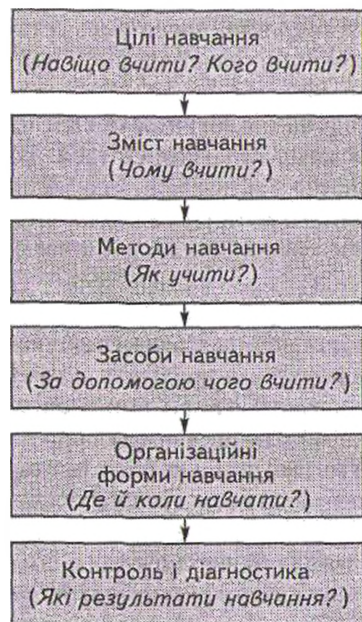 Цілі навчання
(Навіщо вчити? Кого вчити?)
Зміст навчання
(Чому вчити?)
Методи навчання
(Як учити?)
Засоби навчання
(За допомогою чого вчити?)
Організаційні
форми навчання
(Де й коли навчати?)
Контроль і діагностика
(Які результати навчання?)